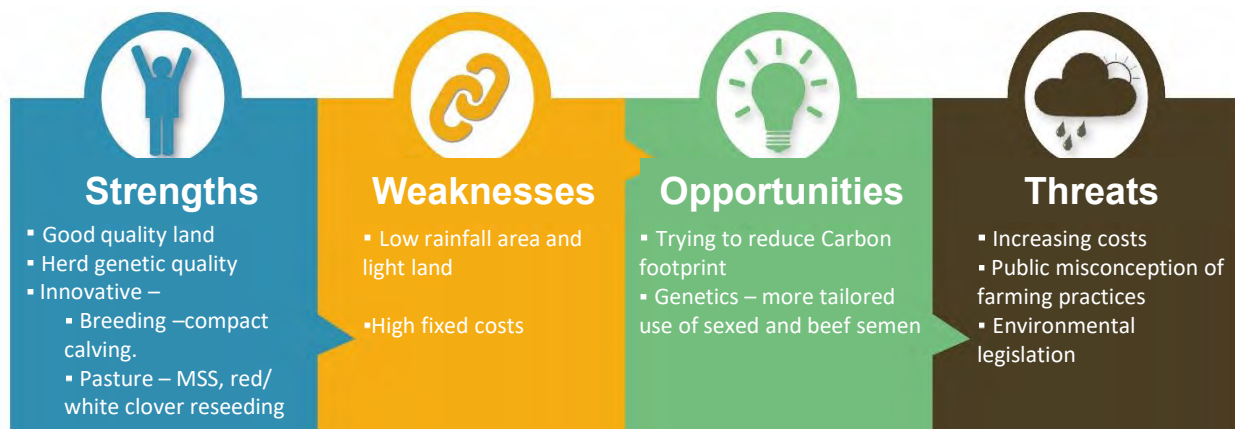 Strengths
▪ Good quality land
▪ Herd genetic quality
▪ Innovative –
▪ Breeding –compact
calving.
▪ Pasture – MSS, red/
white clover reseeding
Weaknesses
▪ Low rainfall area and
light land
▪High fixed costs
Opportunities
▪ Trying to reduce Carbon
footprint
▪ Genetics – more tailored
use of sexed and beef semen
Threats
▪ Increasing costs
▪ Public misconception of
farming practices
▪ Environmental
legislation